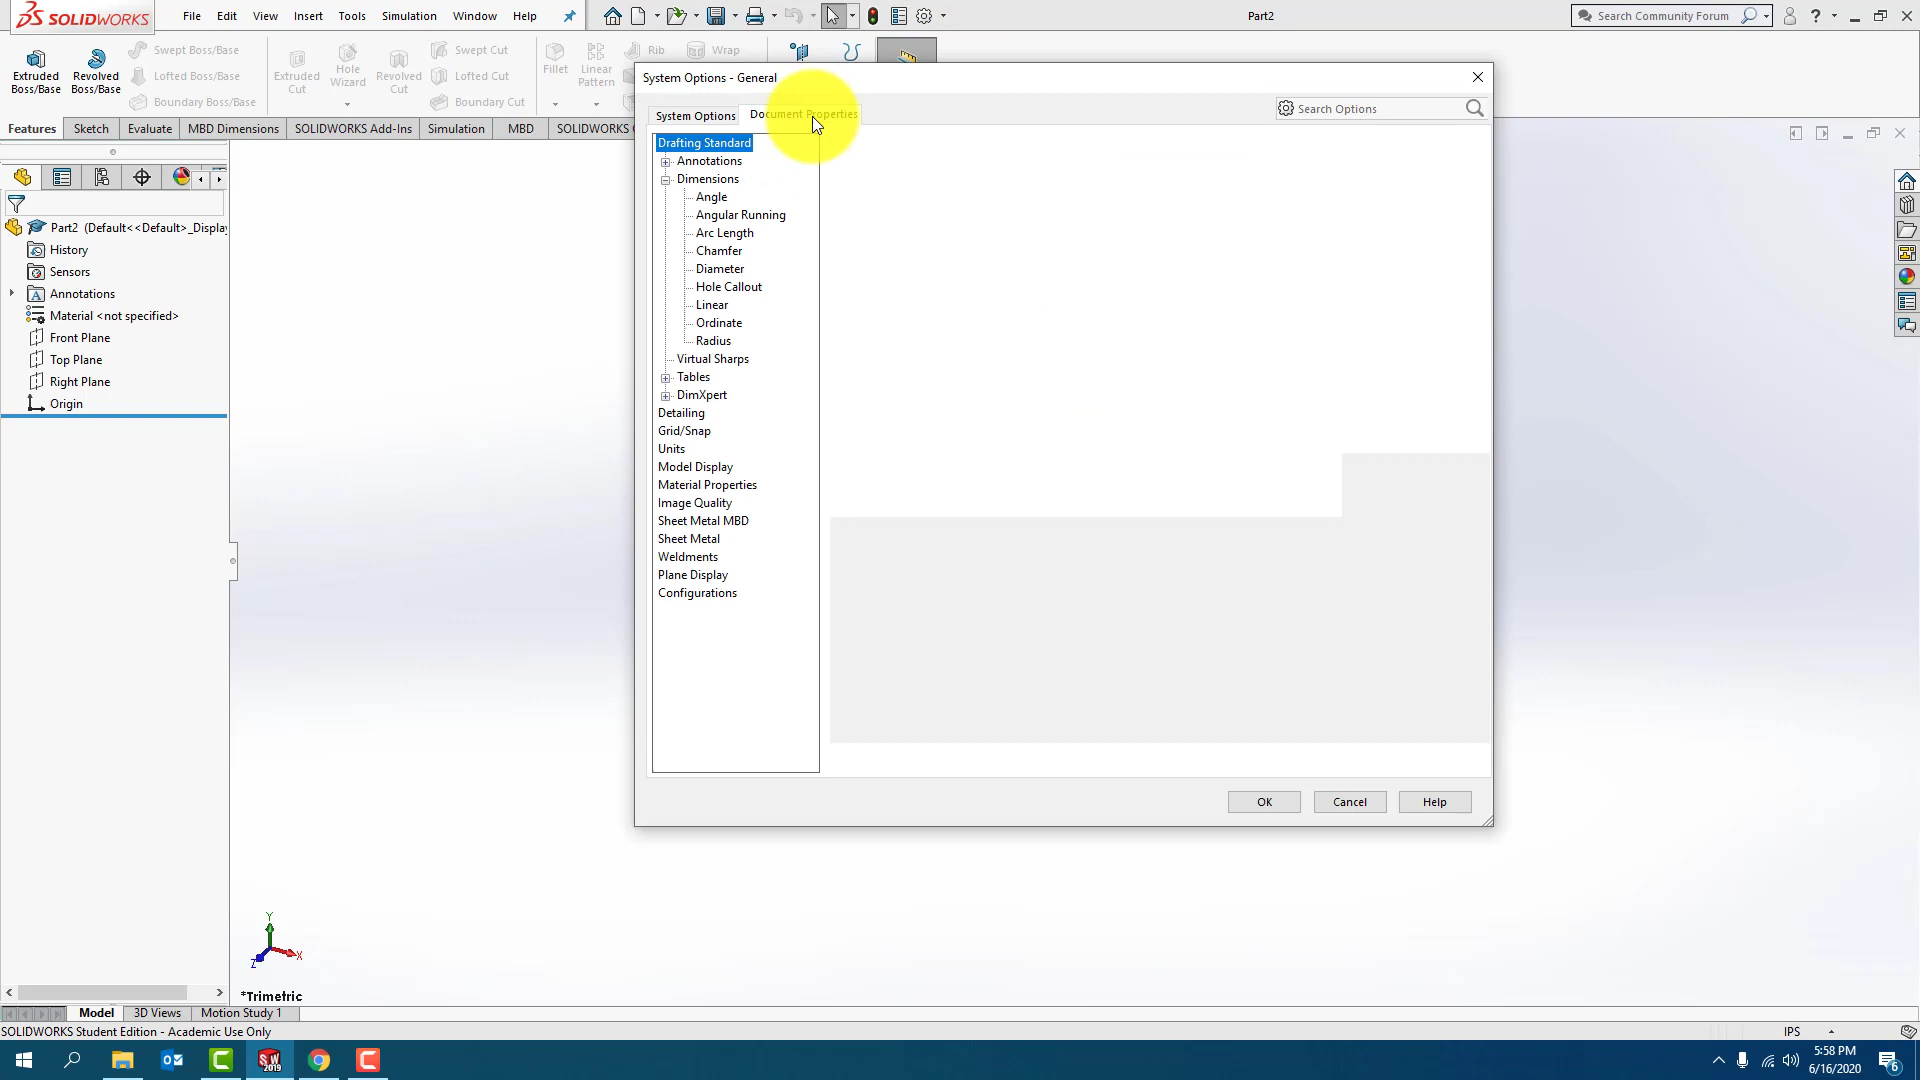 SOLIDWORKS File Edit View Insert Tools Simulation Window Help Part2 Search Community Forum
Extruded Boss/Base
Revolved Boss/Base
Swept Boss/Base
Lofted Boss/Base
Boundary Boss/Base
Extruded Cut
Hole Wizard
Revolved Cut
Swept Cut
Lofted Cut
Boundary Cut
Fillet
Linear Pattern
Rib
Wrap
Features Sketch Evaluate MBD Dimensions SOLIDWORKS Add-Ins Simulation MBD SOLIDWORKS
Part2 (Default<<Default>_Display
History
Sensors
Annotations
Material <not specified>
Front Plane
Top Plane
Right Plane
Origin
System Options - General
System Options Document Properties
Search Options
Drafting Standard
Annotations
Dimensions
Angle
Angular Running
Arc Length
Chamfer
Diameter
Hole Callout
Linear
Ordinate
Radius
Virtual Sharps
Tables
DimXpert
Detailing
Grid/Snap
Units
Model Display
Material Properties
Image Quality
Sheet Metal MBD
Sheet Metal
Weldments
Plane Display
Configurations
OK Cancel Help
Y
X
Z
*Trimetric
Model 3D Views Motion Study 1
SOLIDWORKS Student Edition - Academic Use Only
IPS
SW 2019
5:58 PM
6/16/2020
6